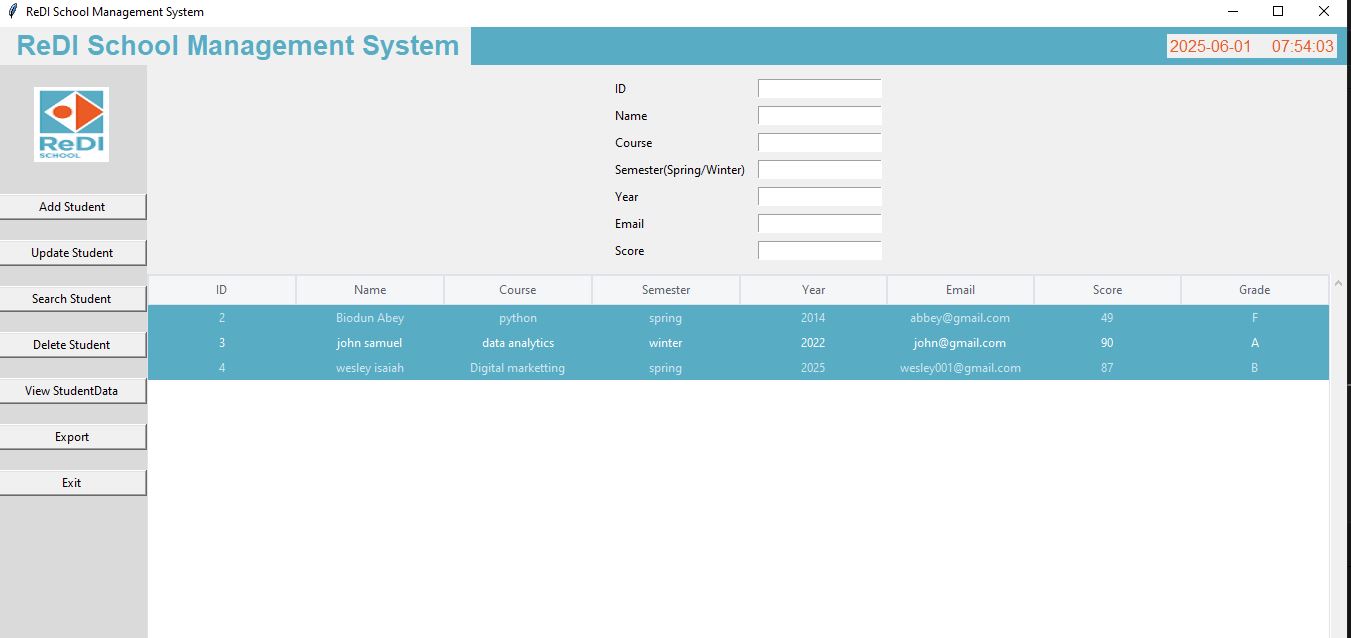 ReDI School Management System
ReDI School Management System 2025-06-01 07:54:03
ReDI
SCHOOL
Add Student
Update Student
Search Student
Delete Student
View StudentData
Export
Exit
ID
Name
Course
Semester(Spring/Winter)
Year
Email
Score
ID Name Course Semester Year Email Score Grade
2 Biodun Abey python spring 2014 abbey@gmail.com 49 F
3 john samuel data analytics winter 2022 john@gmail.com 90 A
4 wesley isaiah Digital marketting spring 2025 wesley001@gmail.com 87 B